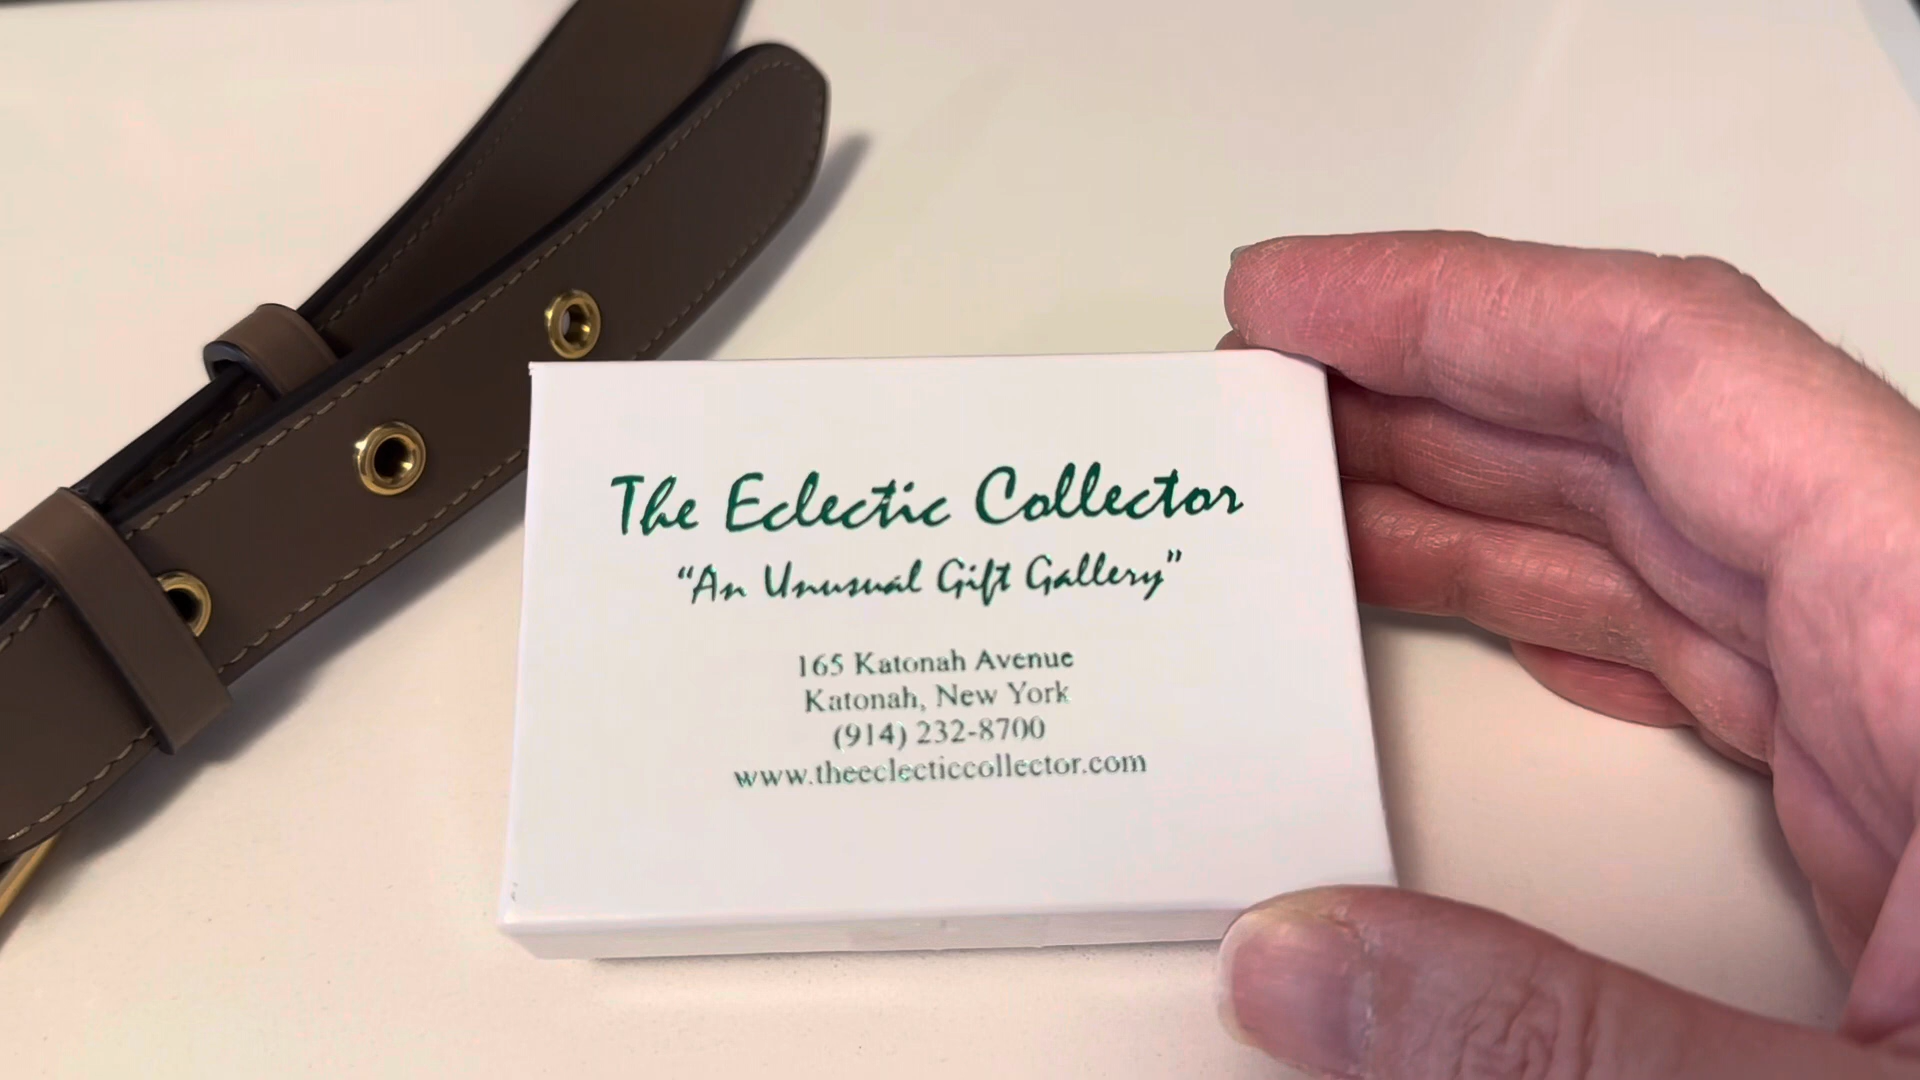 The Eclectic Collector
“An Unusual Gift Gallery”
165 Katonah Avenue
Katonah, New York
(914) 232-8700
www.theeclecticcollector.com